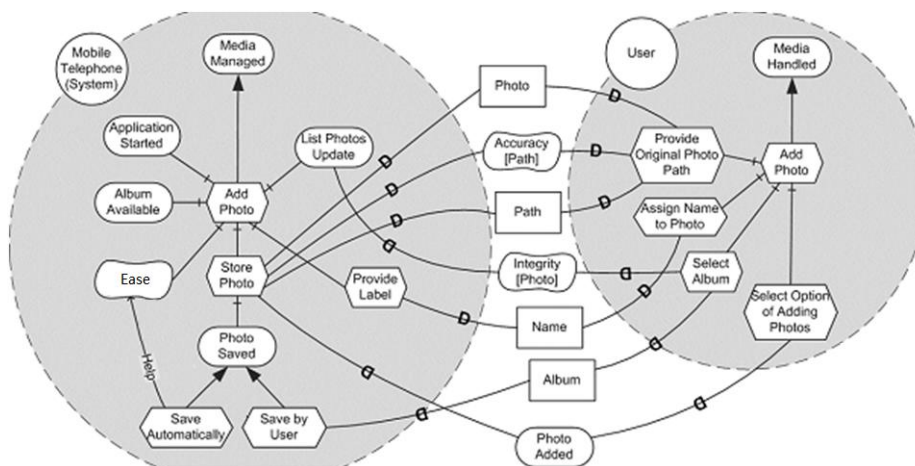 Mobile
Telephone
(System)
Media
Managed
Application
Started
List Photos
Update
Album
Available
Add
Photo
Ease
Store
Photo
Provide
Label
Photo
Saved
Help
Save
Automatically
Save by
User
Photo
Accuracy
[Path]
Path
Integrity
[Photo]
Name
Album
Photo
Added
User
Media
Handled
Provide
Original Photo
Path
Add
Photo
Assign Name
to Photo
Select
Album
Select Option
of Adding
Photos
D
D
D
D
D
D
D
D
D
D
D
D
D
D